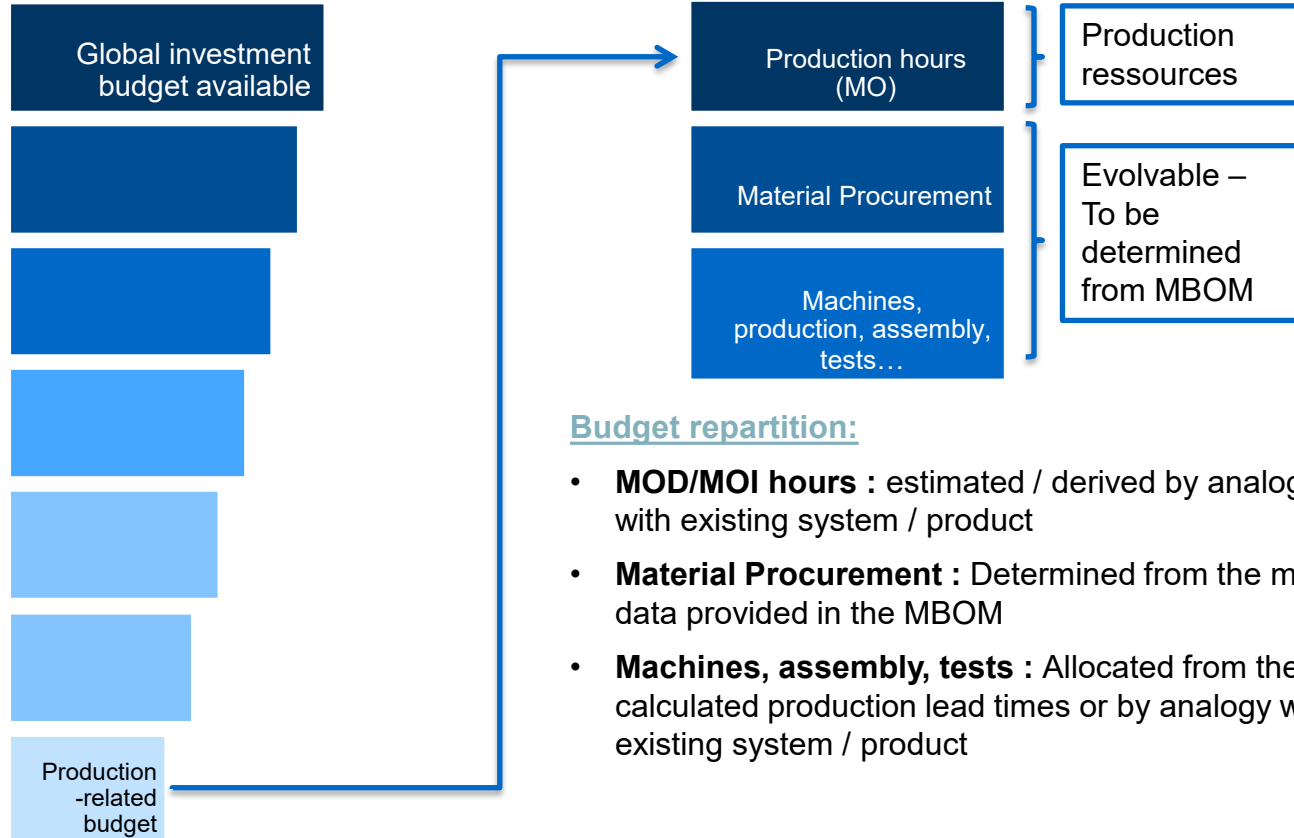 Global investment
budget available
Production
-related
budget
Production hours
(MO)
Material Procurement
Machines,
production, assembly,
tests…
Production
ressources
Evolvable –
To be
determined
from MBOM
Budget repartition:
• MOD/MOI hours : estimated / derived by
with existing system / product
• Material Procurement : Determined from the
data provided in the MBOM
• Machines, assembly, tests : Allocated from the
calculated production lead times or by analogy
existing system / product